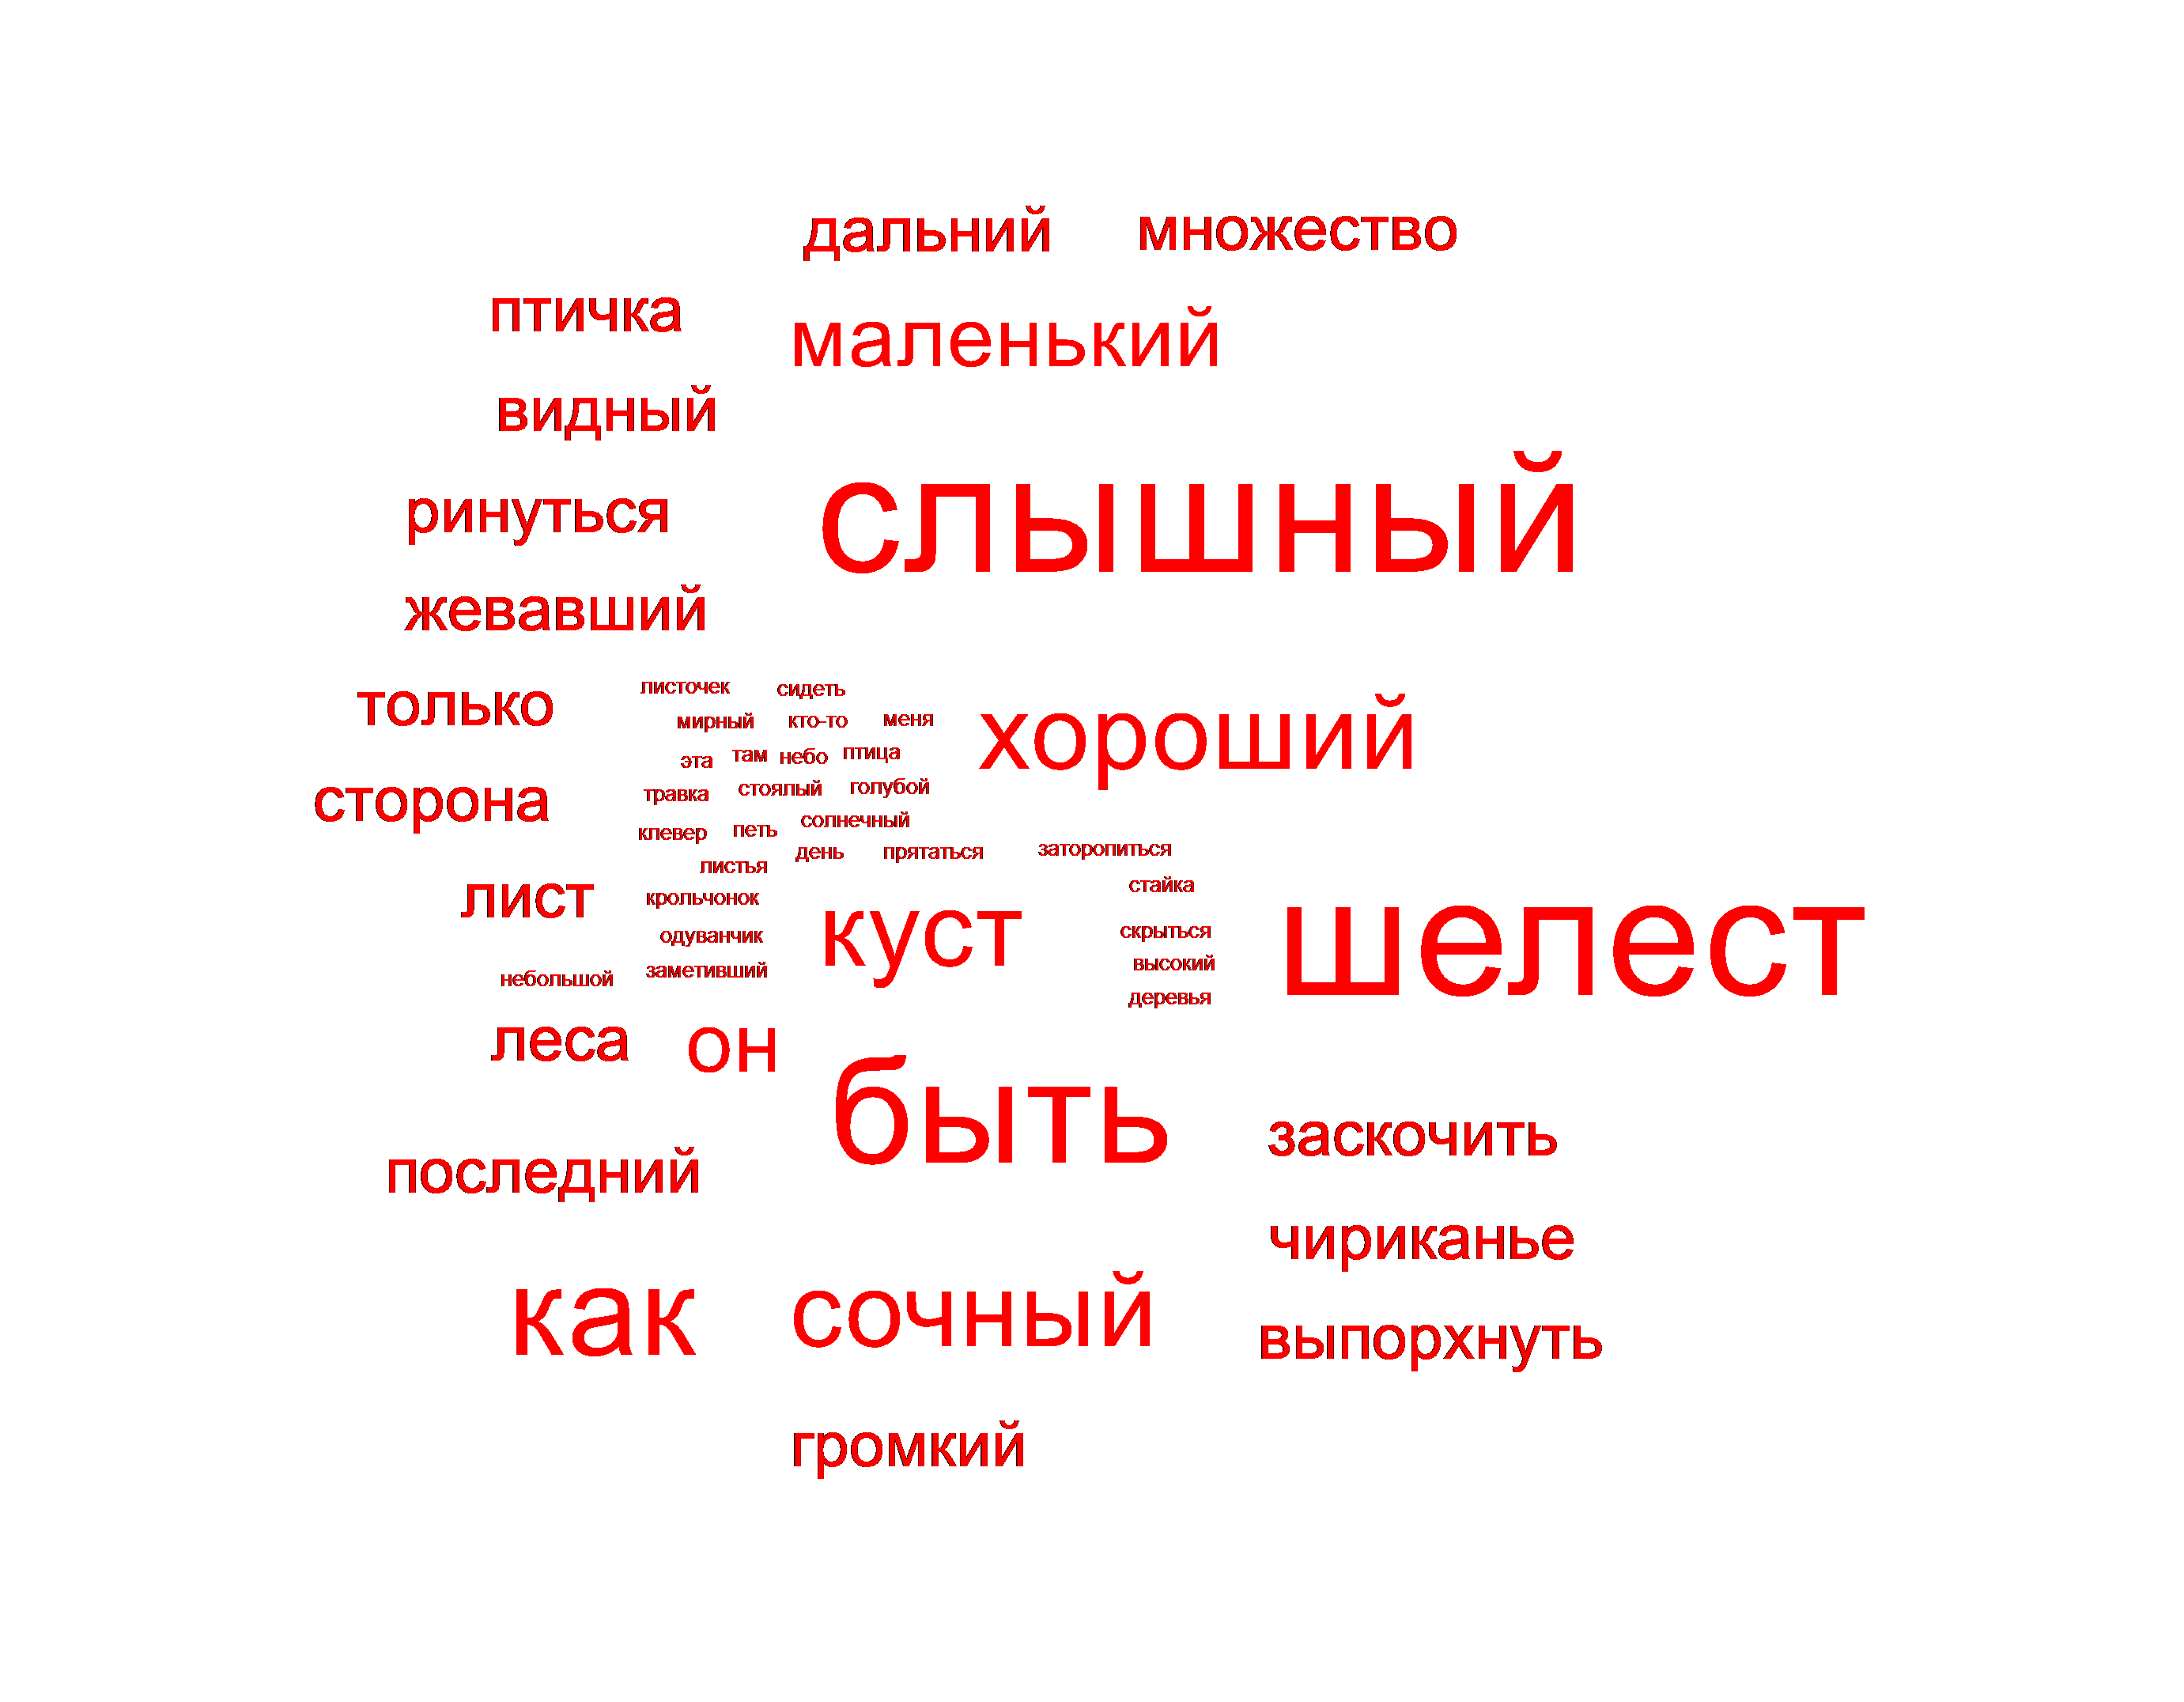 дальний множество
птичка
маленький
видный
слышный
ринуться
жевавший
листочек сидеть
только
мирный кто-то меня
хороший
эта там небо птица
травка стоялый голубой
сторона
клевер петь солнечный
листья день прятаться заторопиться
стайка
лист
крольчонок
одуванчик
куст
скрыться
шелест
небольшой заметивший
высокий
деревья
леса он
быть
заскочить
последний
чириканье
как сочный
выпорхнуть
громкий